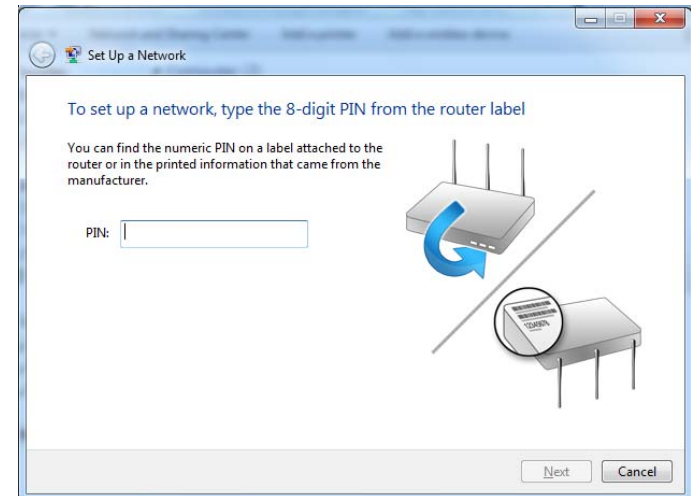 Set Up a Network
To set up a network, type the 8-digit PIN from the router label
You can find the numeric PIN on a label attached to the
router or in the printed information that came from the
manufacturer.
PIN:
12345678
Next
Cancel